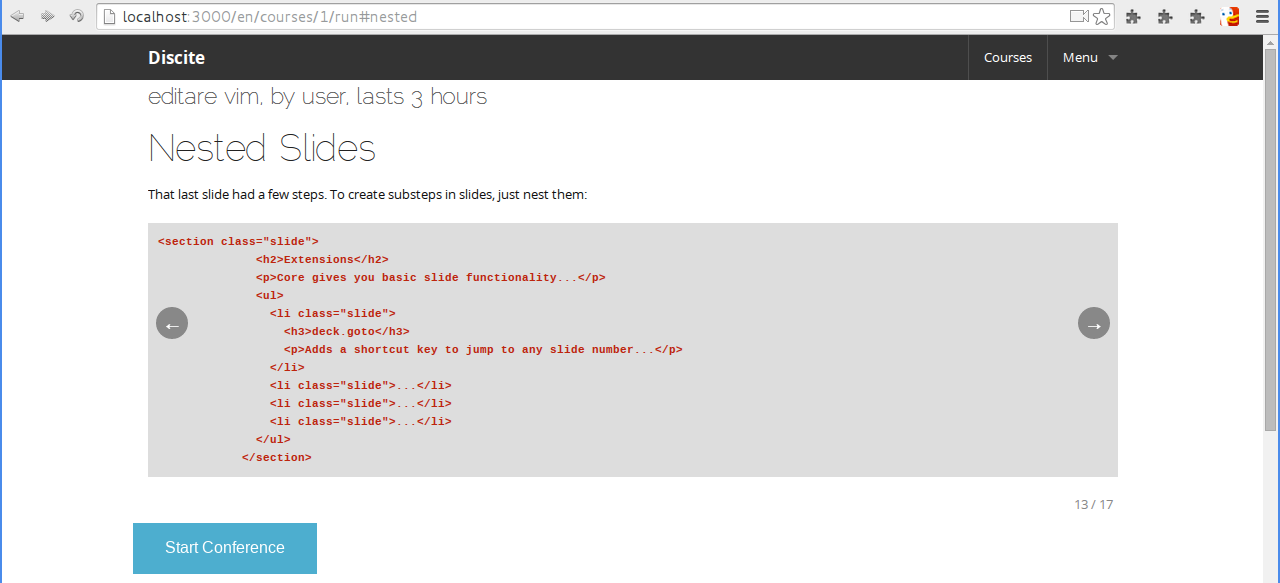 localhost:3000/en/courses/1/run#nested
Discite
Courses
Menu
editare vim, by user, lasts 3 hours
Nested Slides
That last slide had a few steps. To create substeps in slides, just nest them:
<section class="slide">
<h2>Extensions</h2>
<p>Core gives you basic slide functionality...</p>
<ul>
<li class="slide">
<h3>deck.goto</h3>
<p>Adds a shortcut key to jump to any slide number...</p>
</li>
<li class="slide">...</li>
<li class="slide">...</li>
<li class="slide">...</li>
</ul>
</section>
←
→
13 / 17
Start Conference